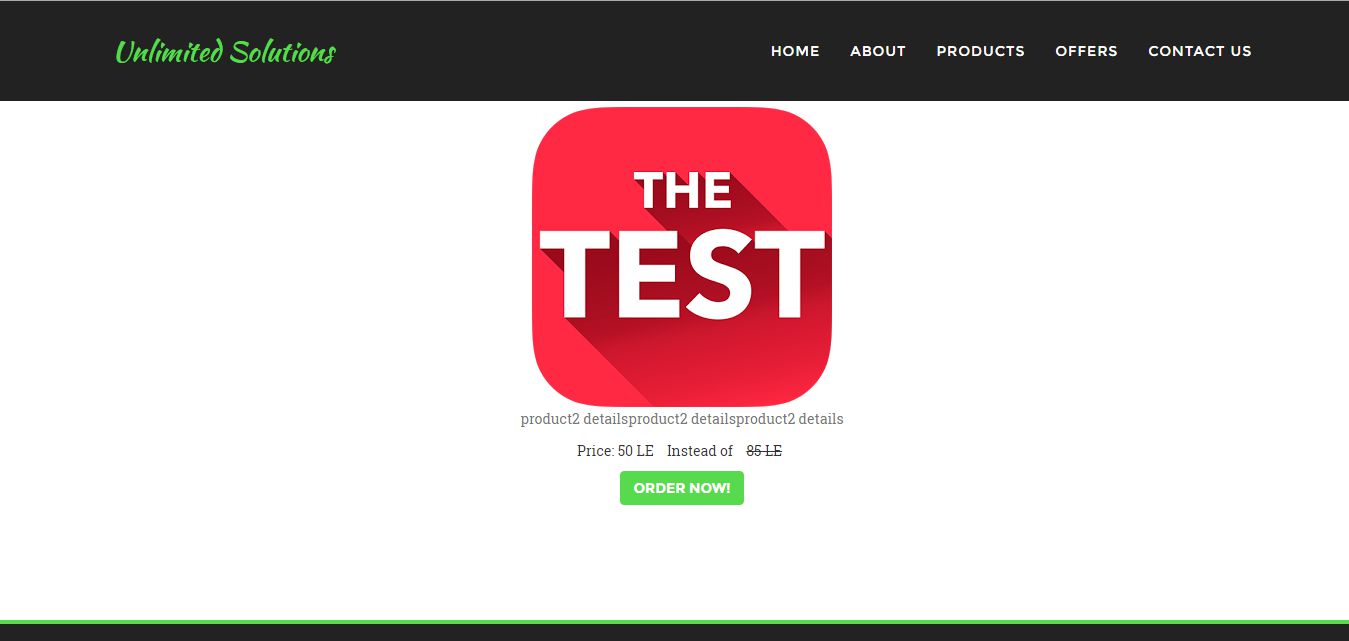 Unlimited Solutions
HOME ABOUT PRODUCTS OFFERS CONTACT US
THE
TEST
product2 detailsproduct2 detailsproduct2 details
Price: 50 LE Instead of 85 LE
ORDER NOW!